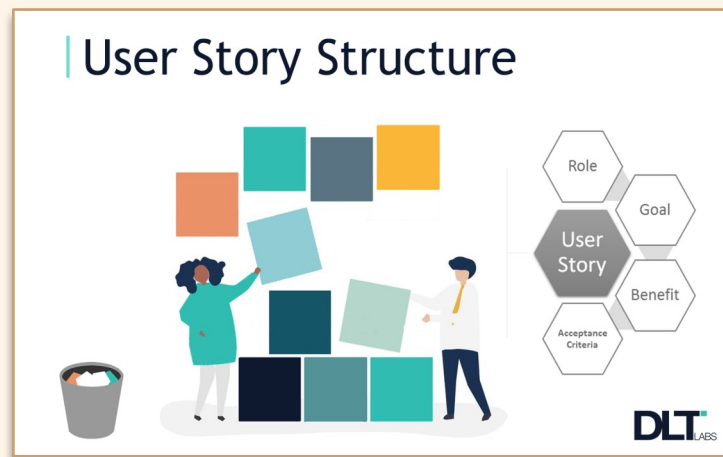 User Story Structure
Role
Goal
User
Story
Benefit
Acceptance
Criteria
DLT
LABS